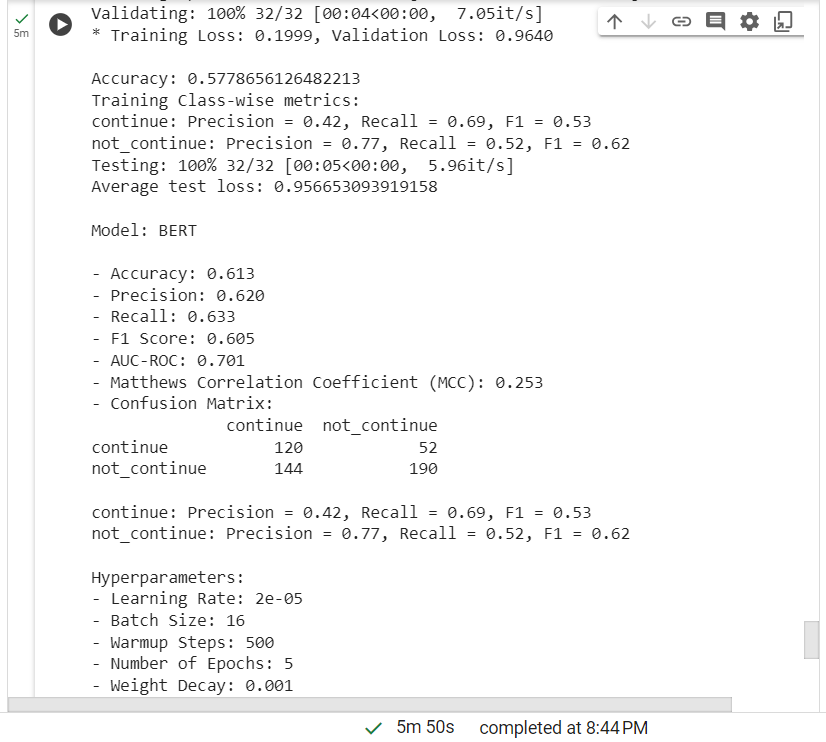 Validating: 100% 32/32 [00:04<00:00,  7.05it/s]
5m
* Training Loss: 0.1999, Validation Loss: 0.9640
Accuracy: 0.5778656126482213
Training Class-wise metrics:
continue: Precision = 0.42, Recall = 0.69, F1 = 0.53
not_continue: Precision = 0.77, Recall = 0.52, F1 = 0.62
Testing: 100% 32/32 [00:05<00:00,  5.96it/s]
Average test loss: 0.956653093919158
Model: BERT
- Accuracy: 0.613
- Precision: 0.620
- Recall: 0.633
- F1 Score: 0.605
- AUC-ROC: 0.701
- Matthews Correlation Coefficient (MCC): 0.253
- Confusion Matrix:
continue  not_continue
continue 120 52
not_continue 144 190
continue: Precision = 0.42, Recall = 0.69, F1 = 0.53
not_continue: Precision = 0.77, Recall = 0.52, F1 = 0.62
Hyperparameters:
- Learning Rate: 2e-05
- Batch Size: 16
- Warmup Steps: 500
- Number of Epochs: 5
- Weight Decay: 0.001
5m 50s completed at 8:44 PM